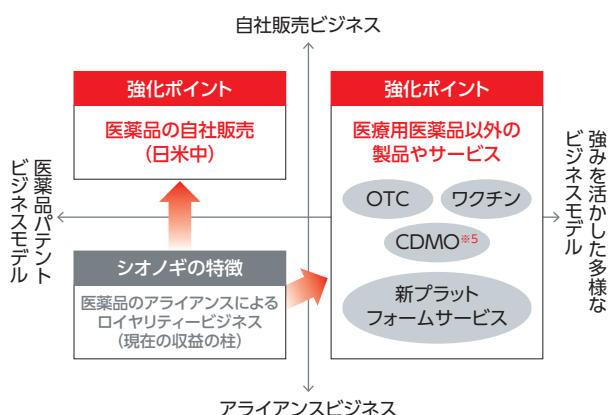 自社販売ビジネス
強化ポイント
医薬品の自社販売
(日米中)
強化ポイント
医療用医薬品以外の
製品やサービス
OTC
ワクチン
CDMO※5
新プラット
フォームサービス
医薬品パテント
ビジネスモデル
強みを活かした多様な
ビジネスモデル
シオノギの特徴
医薬品のアライアンスによる
ロイヤリティービジネス
(現在の収益の柱)
アライアンスビジネス